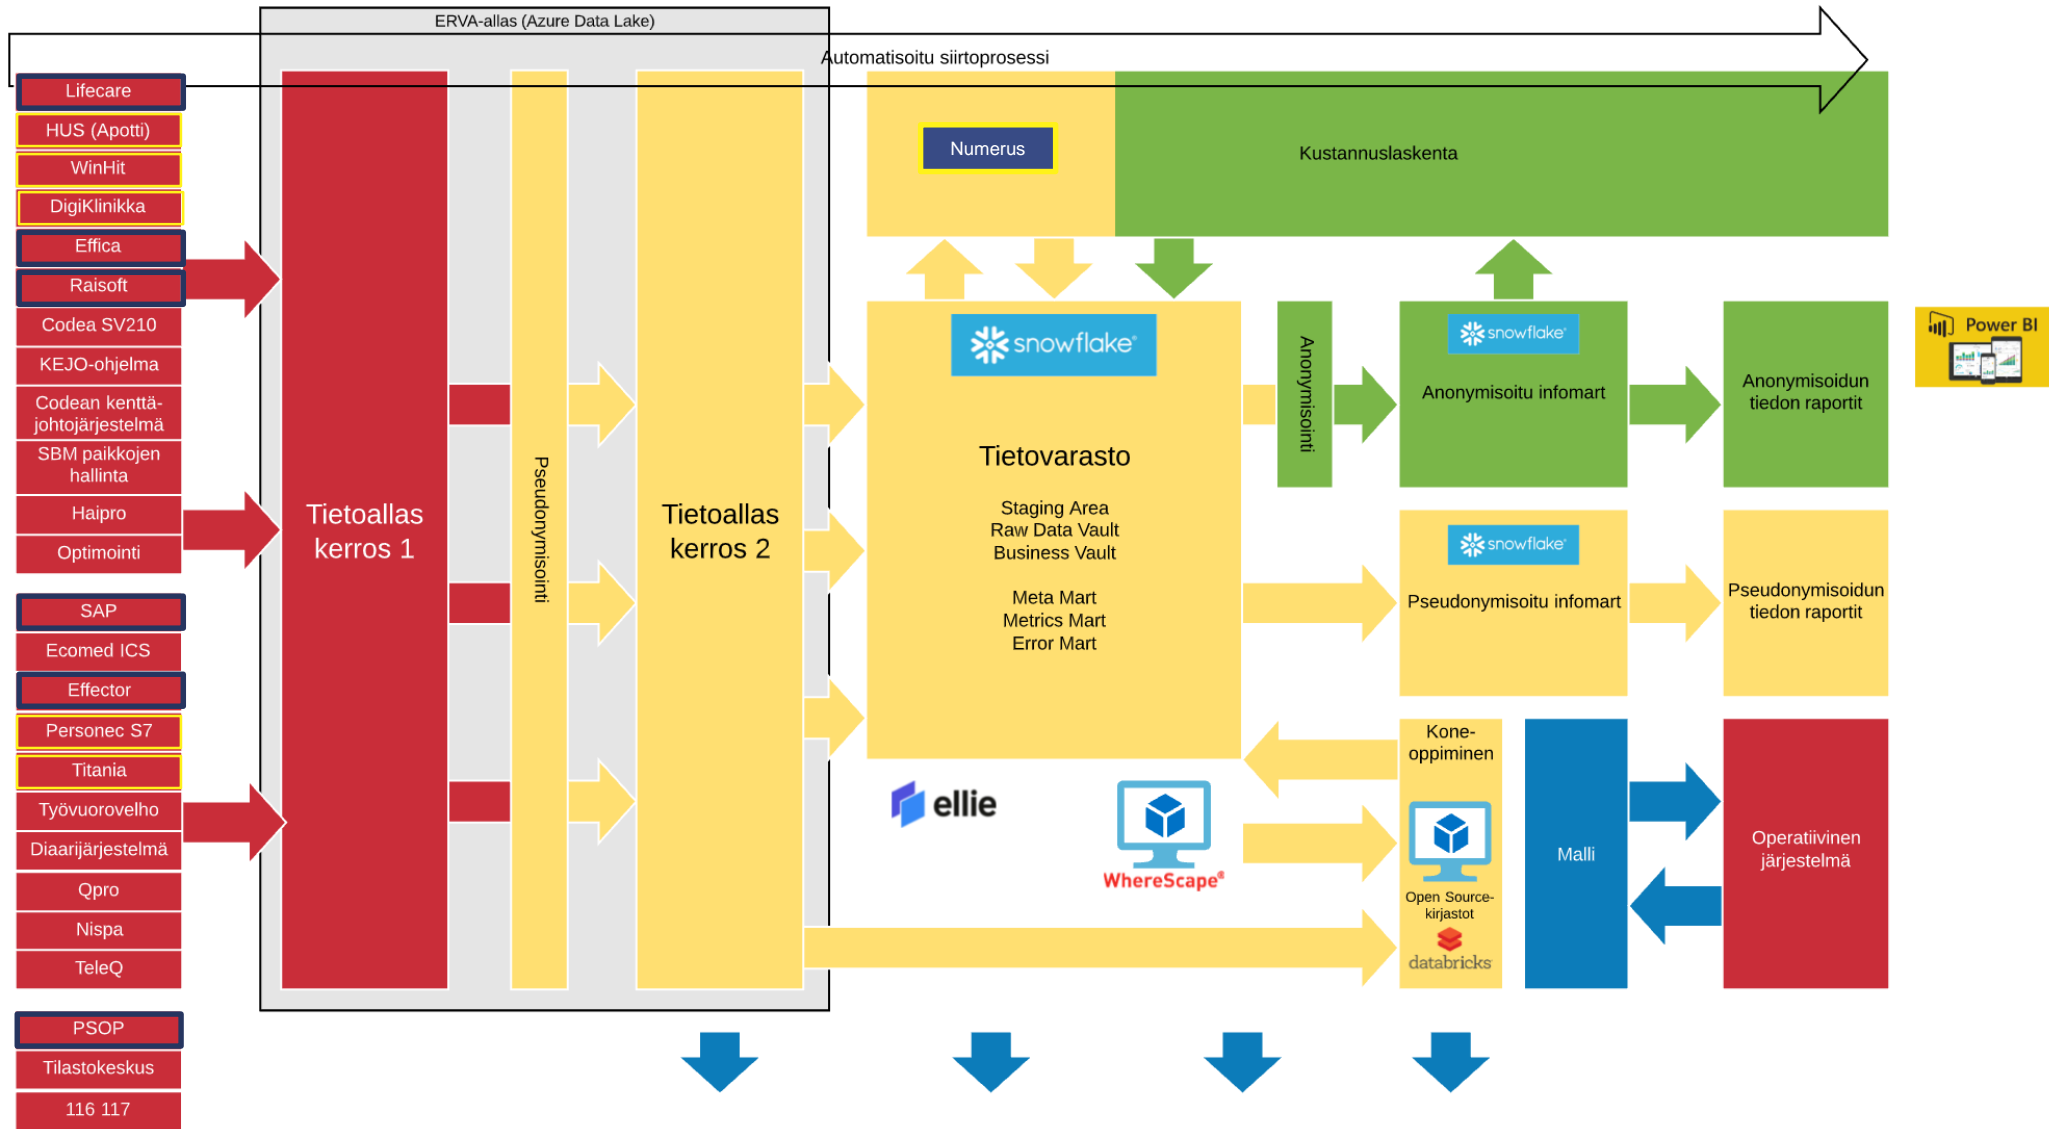 ERVA-allas (Azure Data Lake)
Automatisoitu siirtoprosessi
Lifecare
HUS (Apotti)
WinHit
DigiKlinikka
Effica
Raisoft
Codea SV210
KEJO-ohjelma
Codean kenttä-
johtojärjestelmä
SBM paikkojen
hallinta
Haipro
Optimointi
SAP
Ecomed ICS
Effector
Personec S7
Titania
Työvuorovelho
Diaarijärjestelmä
Qpro
Nispa
TeleQ
PSOP
Tilastokeskus
116 117
Tietoallas
kerros 1
Pseudonymisointi
Tietoallas
kerros 2
Numerus
Kustannuslaskenta
snowflake®
Tietovarasto
Staging Area
Raw Data Vault
Business Vault
Meta Mart
Metrics Mart
Error Mart
Anonymisointi
snowflake®
Anonymisoitu infomart
Anonymisoidun
tiedon raportit
Power BI
snowflake®
Pseudonymisoitu infomart
Pseudonymisoidun
tiedon raportit
ellie
WhereScape®
Kone-
oppiminen
Open Source-
kirjastot
databricks
Malli
Operatiivinen
järjestelmä